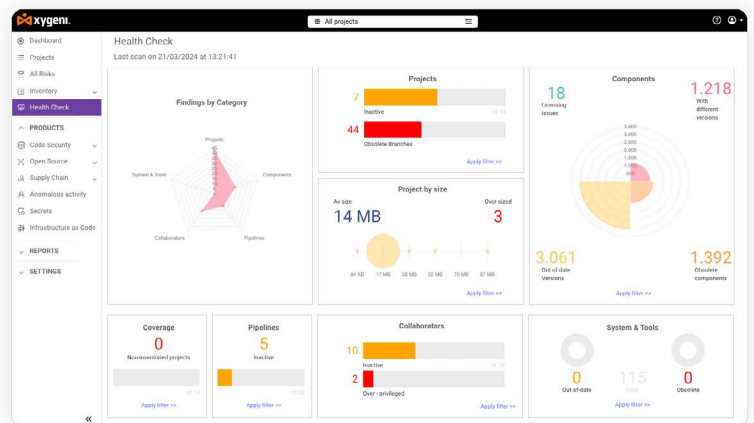 xygeni.
All projects
Dashboard
Projects
All Risks
Inventory
Health Check
PRODUCTS
Code Security
Open Source
Supply Chain
Anomalous activity
Secrets
Infrastructure as Code
REPORTS
SETTINGS
Health Check
Last scan on 21/03/2024 at 13:21:41
Findings by Category
Projects
Components
Pipelines
Collaborators
System & Tools
Projects
7
Inactive
44
Obsolete Branches
Apply filter >>
Project by size
Av size
14 MB
Over sized
3
17 MB
35 MB
52 MB
70 MB
87 MB
Apply filter >>
Components
18
Licensing
Issues
1.218
With
different
versions
3.061
Out of date
Versions
1.392
Obsolete
components
Apply filter >>
Coverage
0
Non-inventoried projects
Apply filter >>
Pipelines
5
Inactive
Apply filter >>
Collaborators
10
Inactive
2
Over - privileged
Apply filter >>
System & Tools
0
Out-of-date
115
Total
0
Obsolete
Apply filter >>